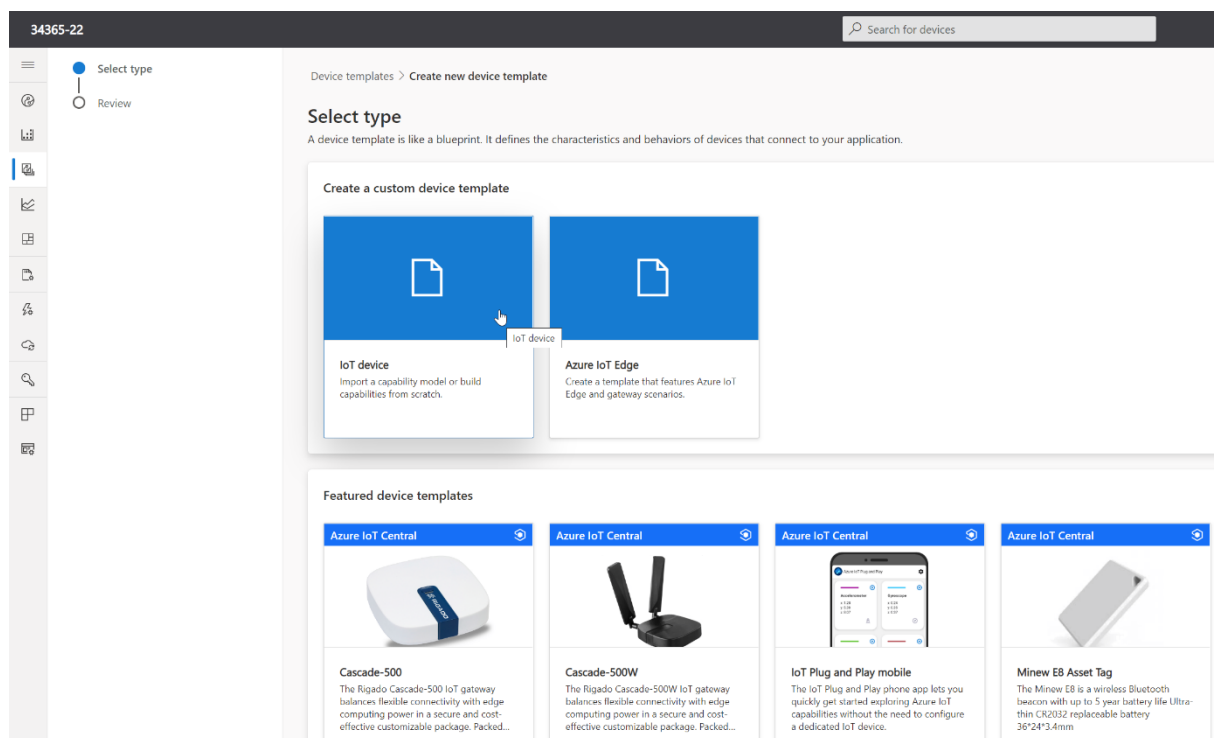 34365-22
Search for devices
Select type
Review
Device templates > Create new device template
Select type
A device template is like a blueprint. It defines the characteristics and behaviors of devices that connect to your application.
Create a custom device template
IoT device
IoT device
Import a capability model or build
capabilities from scratch.
Azure IoT Edge
Create a template that features Azure IoT
Edge and gateway scenarios.
Featured device templates
Azure IoT Central
RIGADO
Cascade-500
The Rigado Cascade-500 IoT gateway
balances flexible connectivity with edge
computing power in a secure and cost-
effective customizable package. Packed...
Azure IoT Central
Cascade-500W
The Rigado Cascade-500W IoT gateway
balances flexible connectivity with edge
computing power in a secure and cost-
effective customizable package. Packed...
Azure IoT Central
Azure IoT Plug and Play
Accelerometer
Gyroscope
IoT Plug and Play mobile
The IoT Plug and Play phone app lets you
quickly get started exploring Azure IoT
capabilities without the need to configure
a dedicated IoT device.
Azure IoT Central
Minew E8 Asset Tag
The Minew E8 is a wireless Bluetooth
beacon with up to 5 year battery life Ultra-
thin CR2032 replaceable battery
36*24*3.4mm